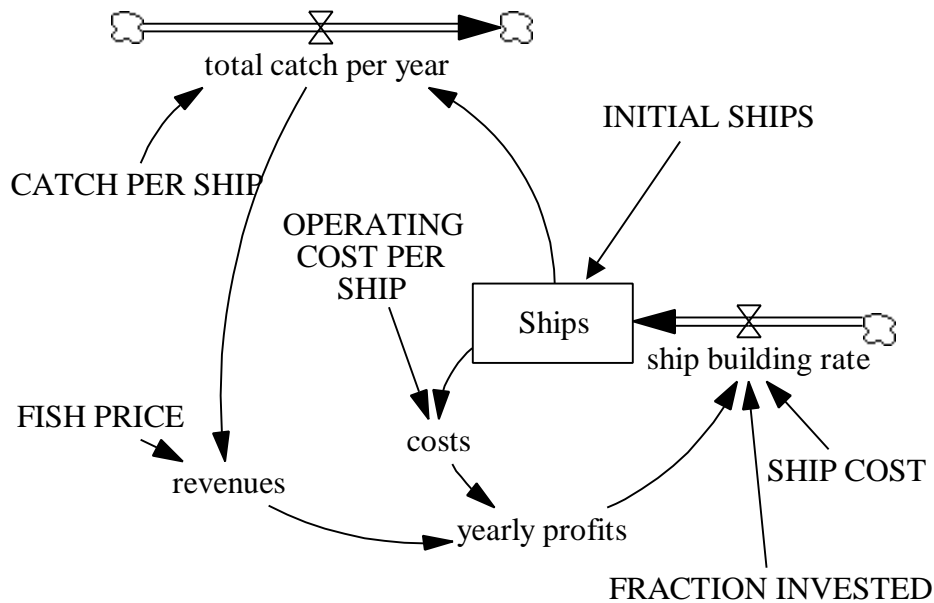 total catch per year
INITIAL SHIPS
CATCH PER SHIP
OPERATING
COST PER
SHIP
Ships
ship building rate
FISH PRICE
costs
SHIP COST
revenues
yearly profits
FRACTION INVESTED